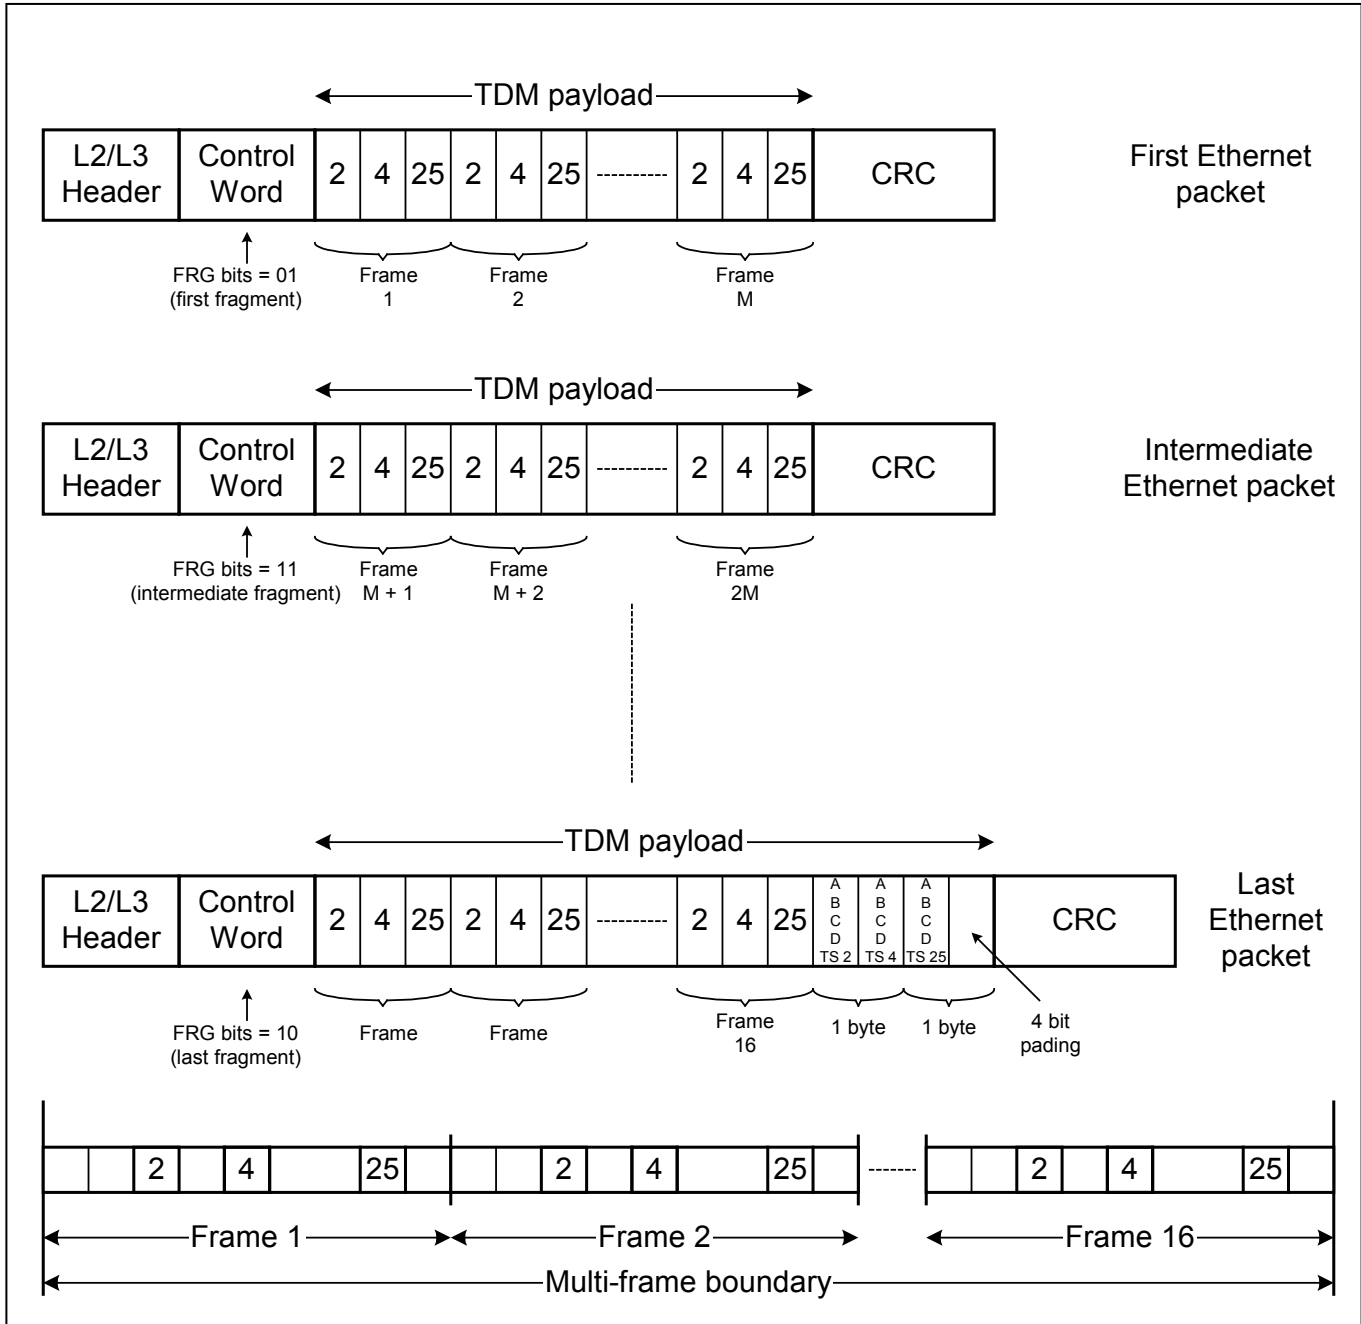 TDM payload
L2/L3 Header
Control Word
2 4 25 2 4 25 2 4 25
CRC
First Ethernet packet
FRG bits = 01
(first fragment)
Frame 1
Frame 2
Frame M
TDM payload
L2/L3 Header
Control Word
2 4 25 2 4 25 2 4 25
CRC
Intermediate Ethernet packet
FRG bits = 11
(intermediate fragment)
Frame M + 1
Frame M + 2
Frame 2M
TDM payload
L2/L3 Header
Control Word
2 4 25 2 4 25 2 4 25
A B C D TS 2
A B C D TS 4
A B C D TS 25
CRC
Last Ethernet packet
FRG bits = 10
(last fragment)
Frame
Frame
Frame 16
1 byte
1 byte
4 bit pading
2 4 25 2 4 25 2 4 25
Frame 1
Frame 2
Frame 16
Multi-frame boundary